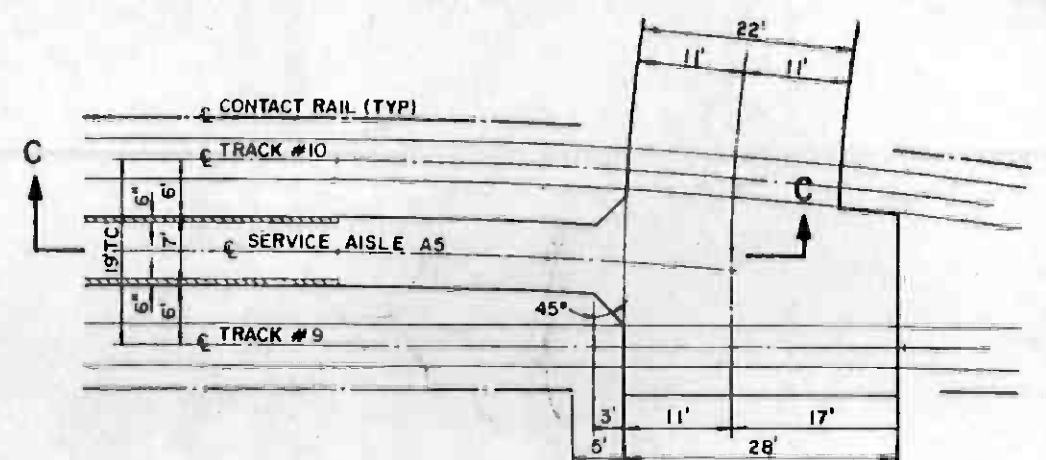 22'
11' 11'
℄ CONTACT RAIL (TYP)
C
℄ TRACK #10
C
6" 6'
19' TC 7' ℄ SERVICE AISLE A5
6" 6'
45°
℄ TRACK #9
3' 11' 17'
5' 28'